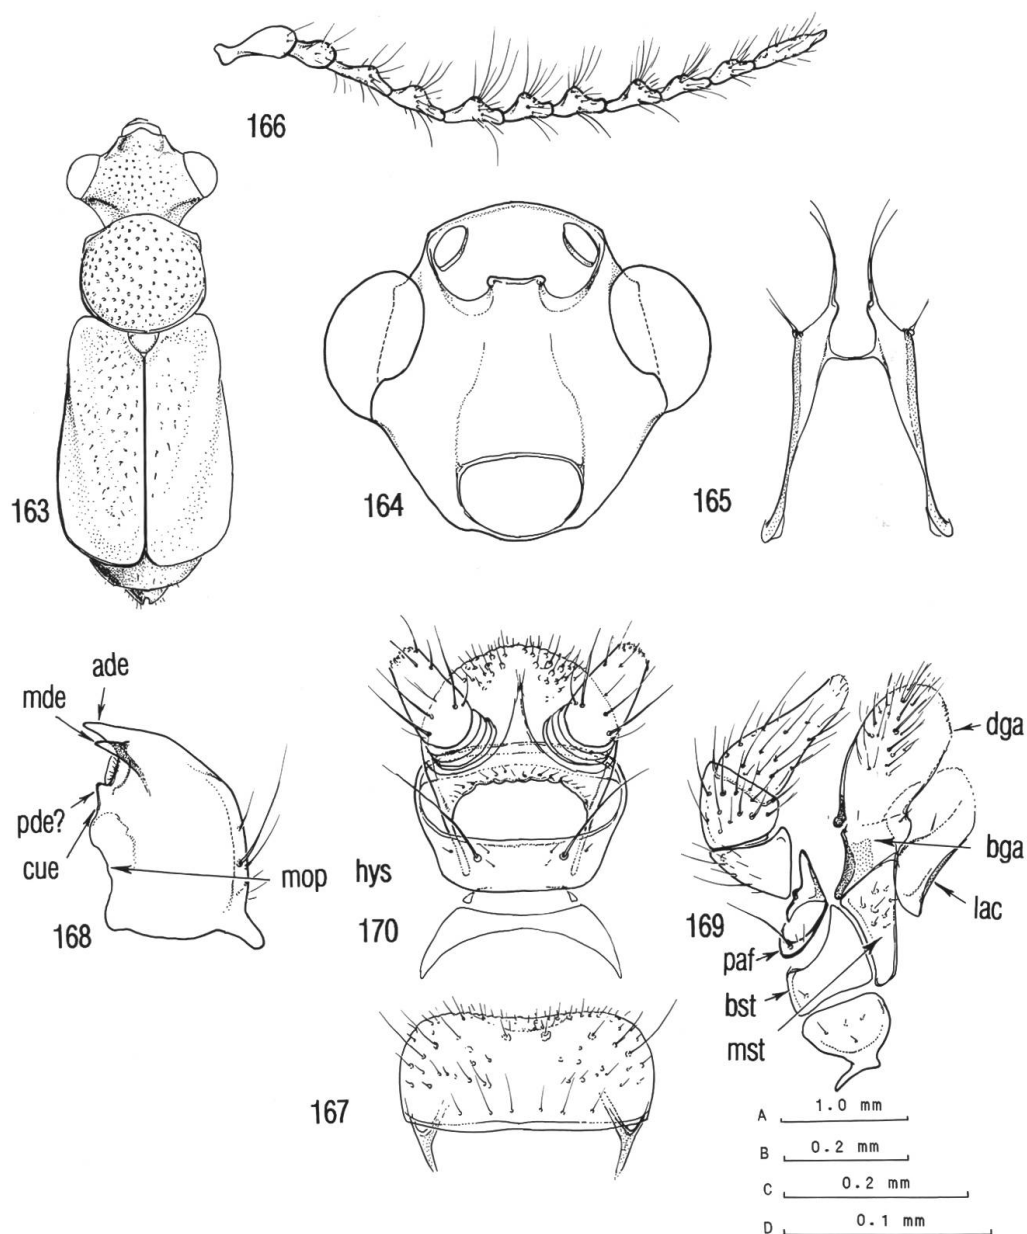 166
163
164
165
ade
mde
pde?
cue
mop
168
hys
170
dga
bga
lac
169
paf
bst
mst
167
A 1.0 mm
B 0.2 mm
C 0.2 mm
D 0.1 mm